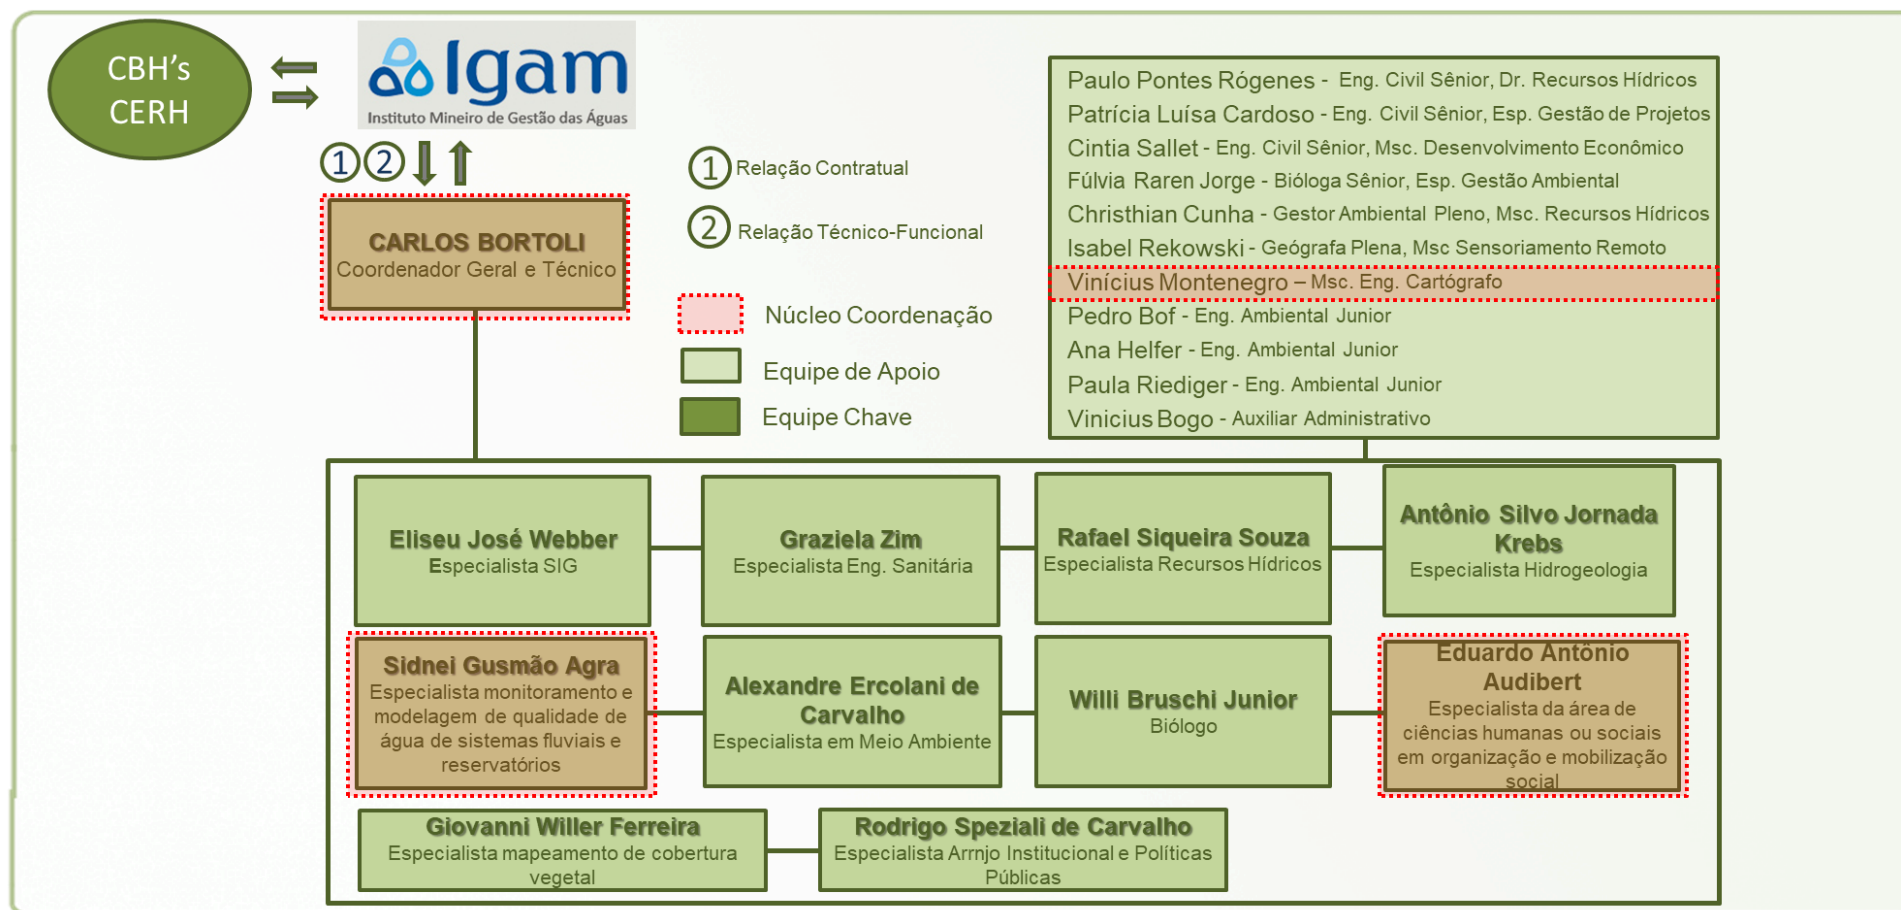 CBH's
CERH
Igam
Instituto Mineiro de Gestão das Águas
1 2
CARLOS BORTOLI
Coordenador Geral e Técnico
1 Relação Contratual
2 Relação Técnico-Funcional
Núcleo Coordenação
Equipe de Apoio
Equipe Chave
Paulo Pontes Rógenes - Eng. Civil Sênior, Dr. Recursos Hídricos
Patrícia Luísa Cardoso - Eng. Civil Sênior, Esp. Gestão de Projetos
Cintia Sallet - Eng. Civil Sênior, Msc. Desenvolvimento Econômico
Fúlvia Raren Jorge - Bióloga Sênior, Esp. Gestão Ambiental
Christhian Cunha - Gestor Ambiental Pleno, Msc. Recursos Hídricos
Isabel Rekowski - Geógrafa Plena, Msc Sensoriamento Remoto
Vinícius Montenegro – Msc. Eng. Cartógrafo
Pedro Bof - Eng. Ambiental Junior
Ana Helfer - Eng. Ambiental Junior
Paula Riediger - Eng. Ambiental Junior
Vinicius Bogo - Auxiliar Administrativo
Eliseu José Webber
Especialista SIG
Graziela Zim
Especialista Eng. Sanitária
Rafael Siqueira Souza
Especialista Recursos Hídricos
Antônio Silvo Jornada
Krebs
Especialista Hidrogeologia
Sidnei Gusmão Agra
Especialista monitoramento e
modelagem de qualidade de
água de sistemas fluviais e
reservatórios
Alexandre Ercolani de
Carvalho
Especialista em Meio Ambiente
Willi Bruschi Junior
Biólogo
Eduardo Antônio
Audibert
Especialista da área de
ciências humanas ou sociais
em organização e mobilização
social
Giovanni Willer Ferreira
Especialista mapeamento de cobertura
vegetal
Rodrigo Speziali de Carvalho
Especialista Arrnjo Institucional e Políticas
Públicas